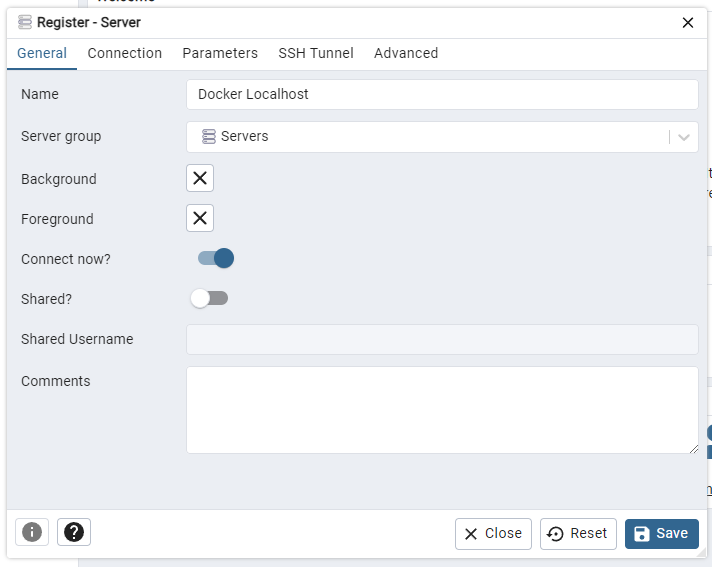 Register - Server
General Connection Parameters SSH Tunnel Advanced
Name Docker Localhost
Server group Servers
Background
Foreground
Connect now?
Shared?
Shared Username
Comments
Close Reset Save